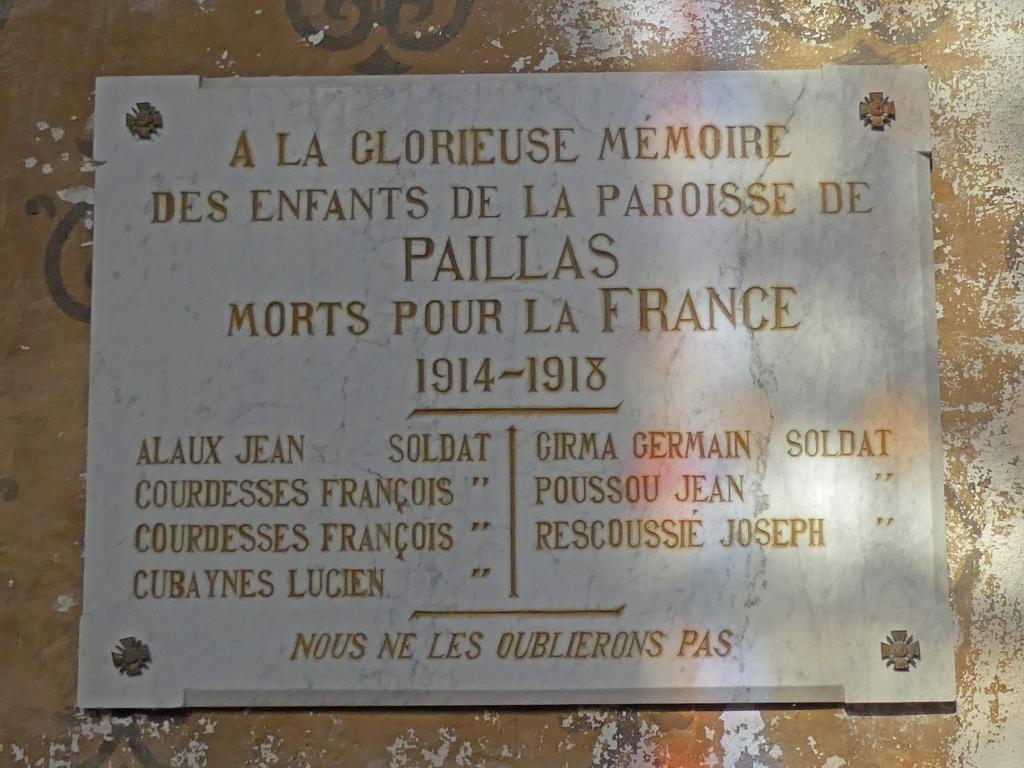 A LA GLORIEUSE MÉMOIRE
DES ENFANTS DE LA PAROISSE DE
PAILLAS
MORTS POUR LA FRANCE
1914-1918
ALAUX JEAN SOLDAT
COURDESSES FRANÇOIS "
COURDESSES FRANÇOIS "
CUBAYNES LUCIEN "
GIRMA GERMAIN SOLDAT
POUSSOU JEAN "
RESCOUSSIÉ JOSEPH "
NOUS NE LES OUBLIERONS PAS